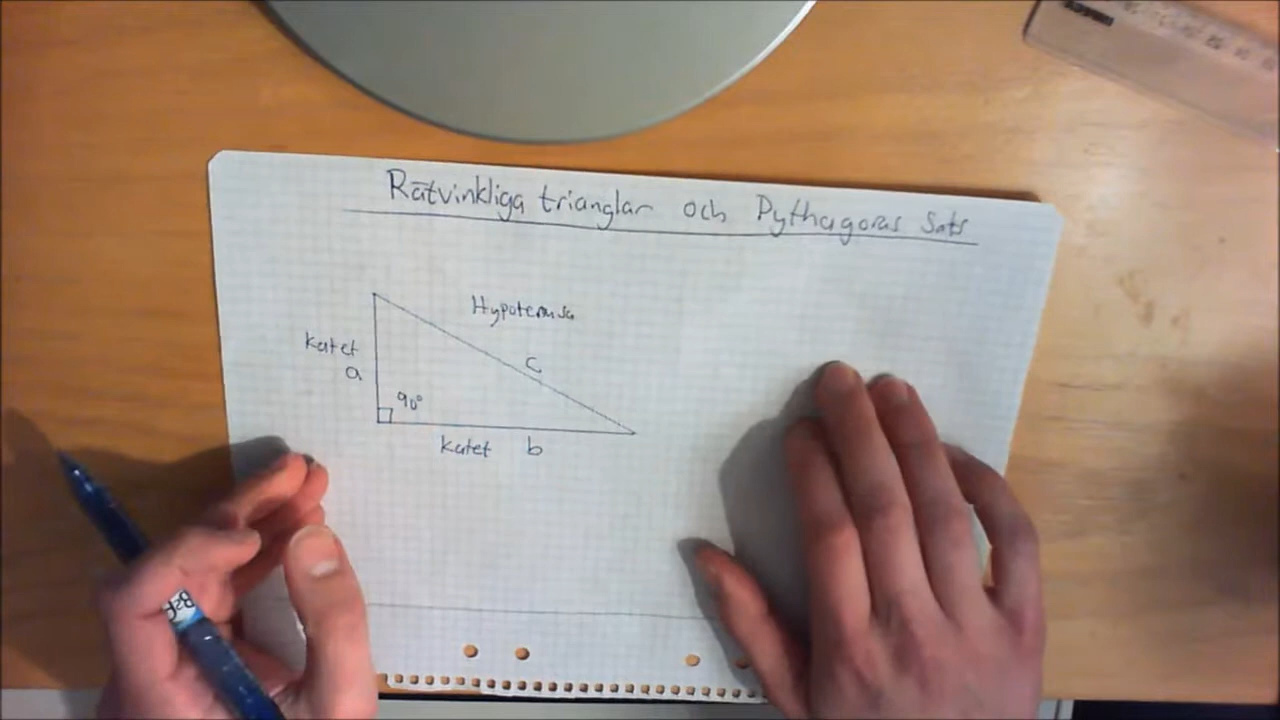 Rätvinkliga trianglar och Pythagoras Sats
Hypotenusa
Katet
a
c
90°
Katet b